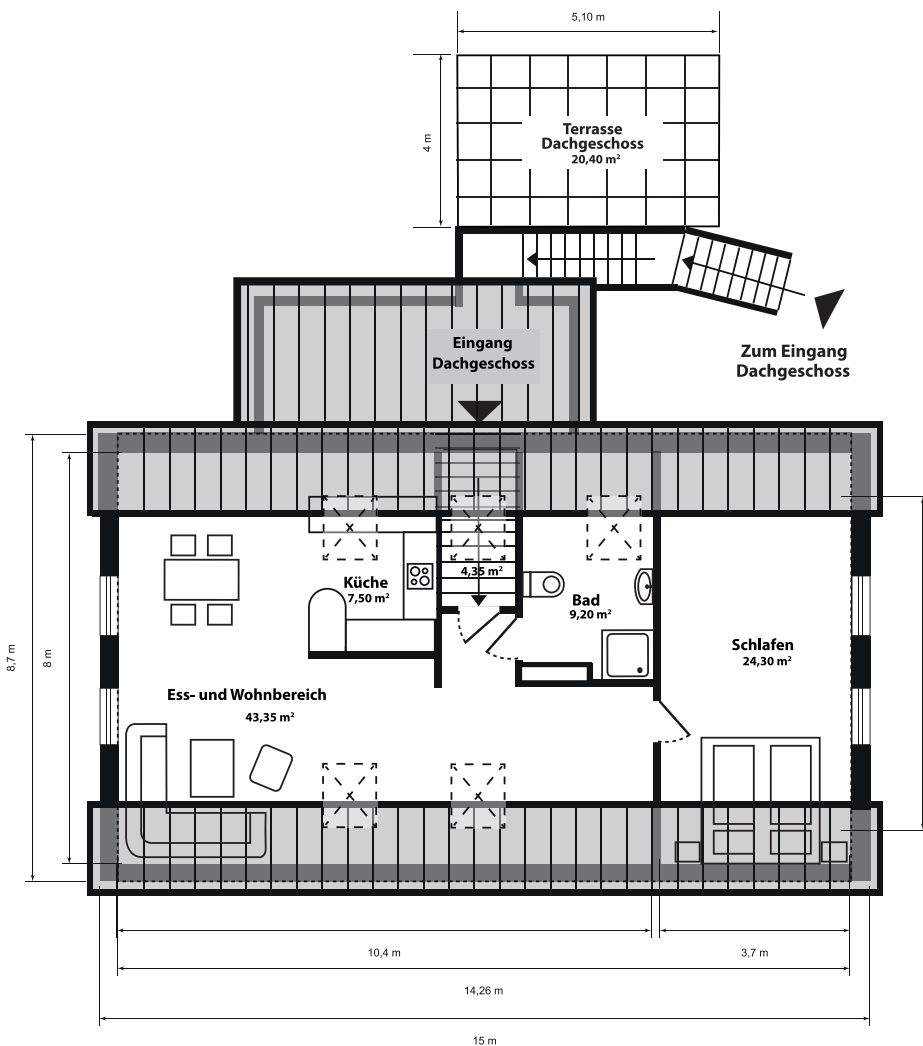 5,10 m
4 m
Terrasse
Dachgeschoss
20,40 m²
Eingang
Dachgeschoss
Zum Eingang
Dachgeschoss
4,35 m²
Küche
7,50 m²
Bad
9,20 m²
Schlafen
24,30 m²
8,7 m
8 m
Ess- und Wohnbereich
43,35 m²
10,4 m
3,7 m
14,26 m
15 m